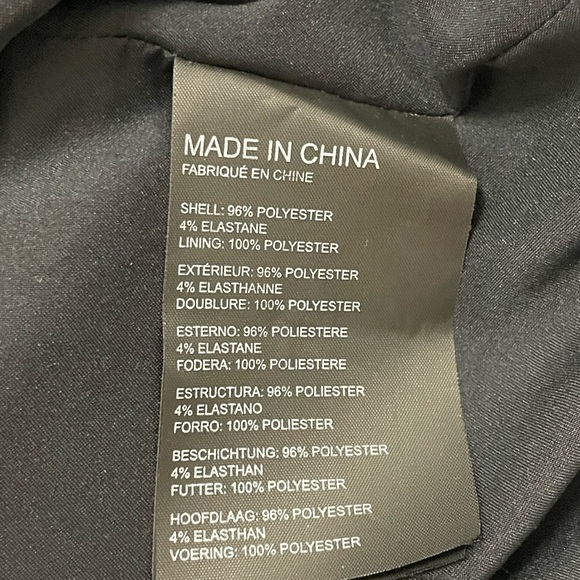 MADE IN CHINA
FABRIQUÉ EN CHINE
SHELL: 96% POLYESTER
4% ELASTANE
LINING: 100% POLYESTER
EXTÉRIEUR: 96% POLYESTER
4% ELASTHANNE
DOUBLURE: 100% POLYESTER
ESTERNO: 96% POLIESTERE
4% ELASTANE
FODERA: 100% POLIESTERE
ESTRUCTURA: 96% POLIESTER
4% ELASTANO
FORRO: 100% POLIESTER
BESCHICHTUNG: 96% POLYESTER
4% ELASTHAN
FUTTER: 100% POLYESTER
HOOFDLAAG: 96% POLYESTER
4% ELASTHAN
VOERING: 100% POLYESTER